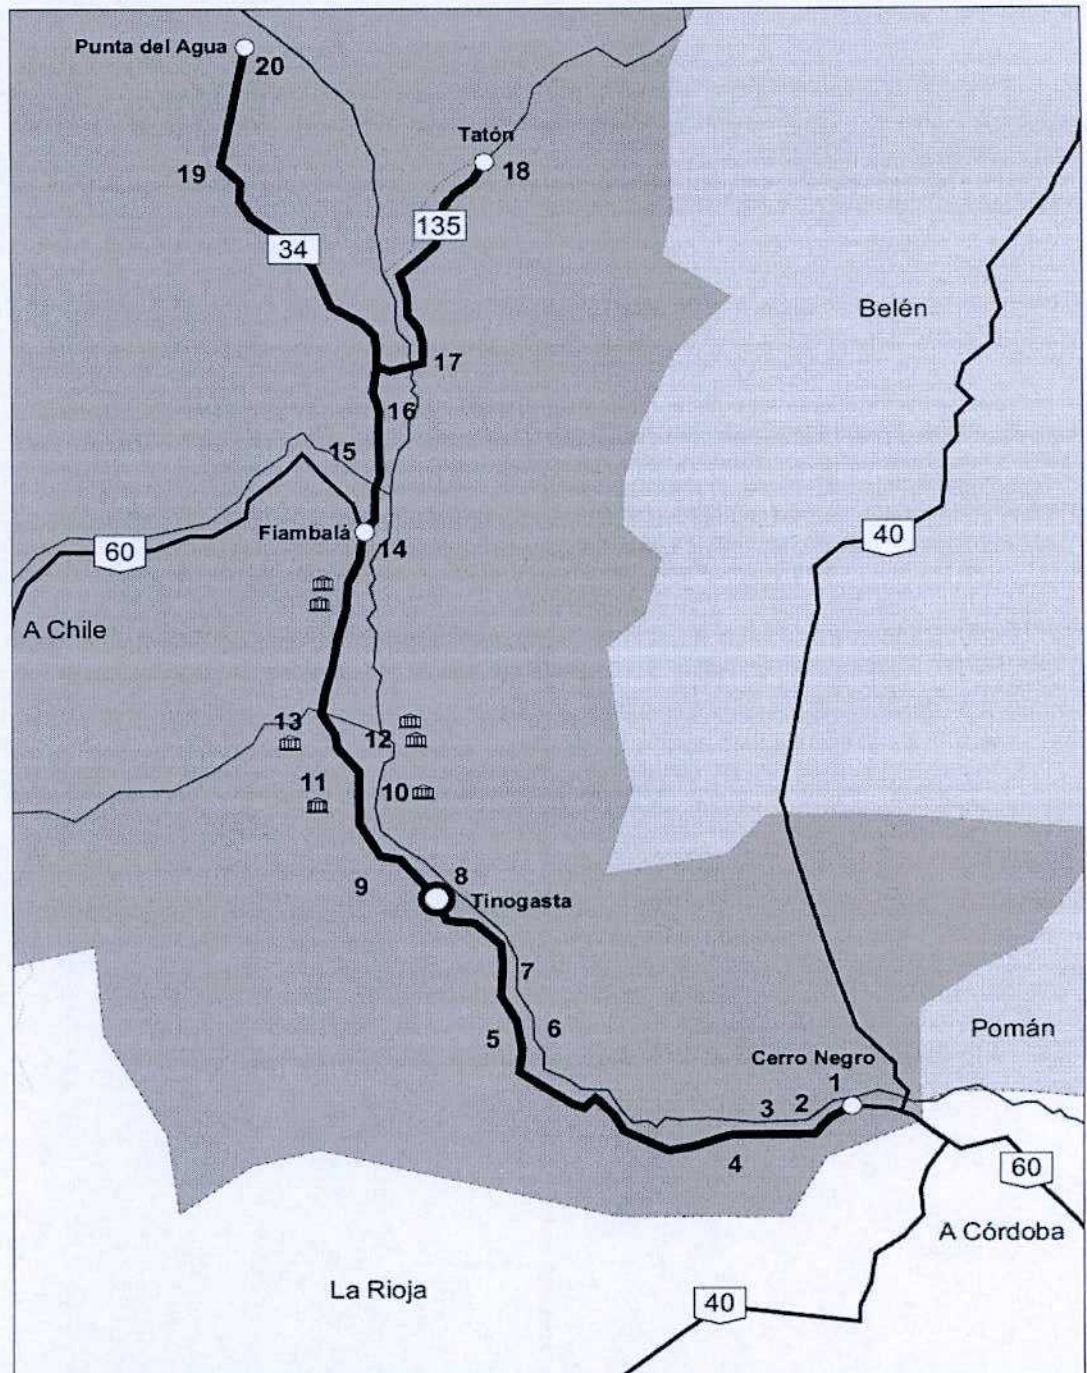 Punta del Agua
20
Tatón
19
18
135
34
Belén
17
16
15
40
Fiambalá
14
60
A Chile
13
12
11
10
8
9
Tinogasta
7
6
5
Pomán
Cerro Negro
1
3
2
4
60
A Córdoba
La Rioja
40